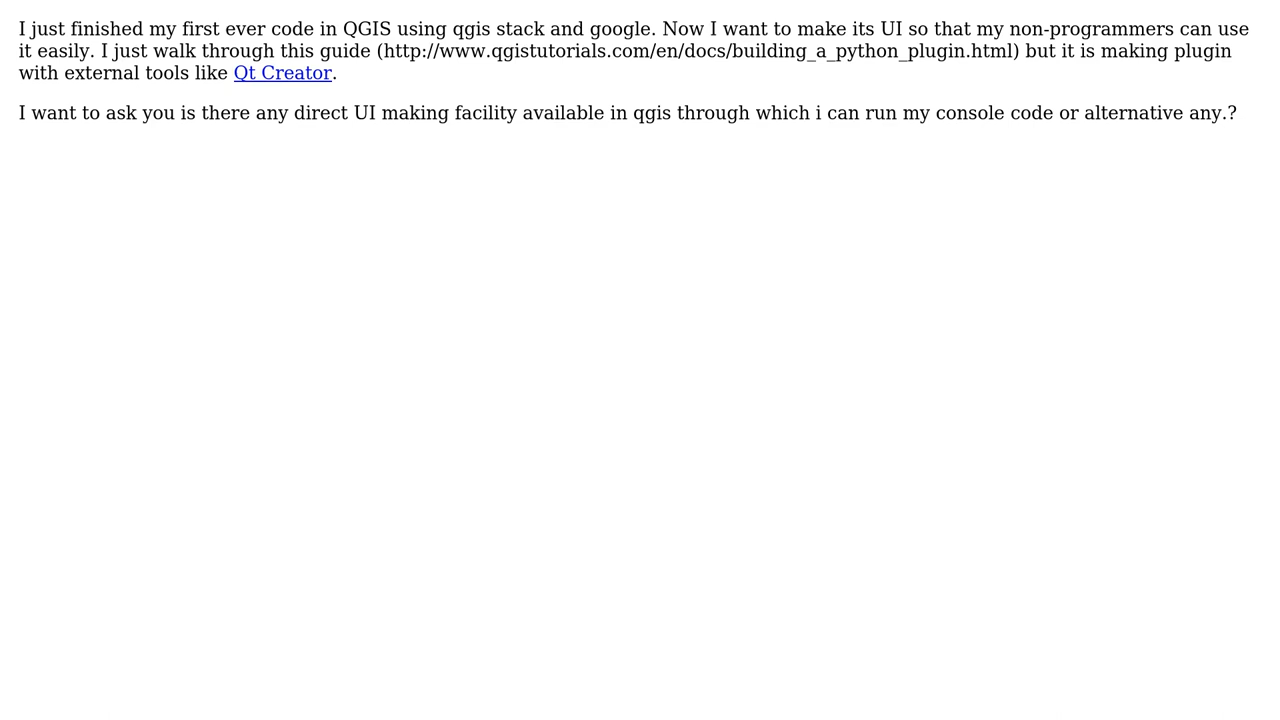 I just finished my first ever code in QGIS using qgis stack and google. Now I want to make its UI so that my non-programmers can use
it easily. I just walk through this guide (http://www.qgistutorials.com/en/docs/building_a_python_plugin.html) but it is making plugin
with external tools like Qt Creator.
I want to ask you is there any direct UI making facility available in qgis through which i can run my console code or alternative any.?